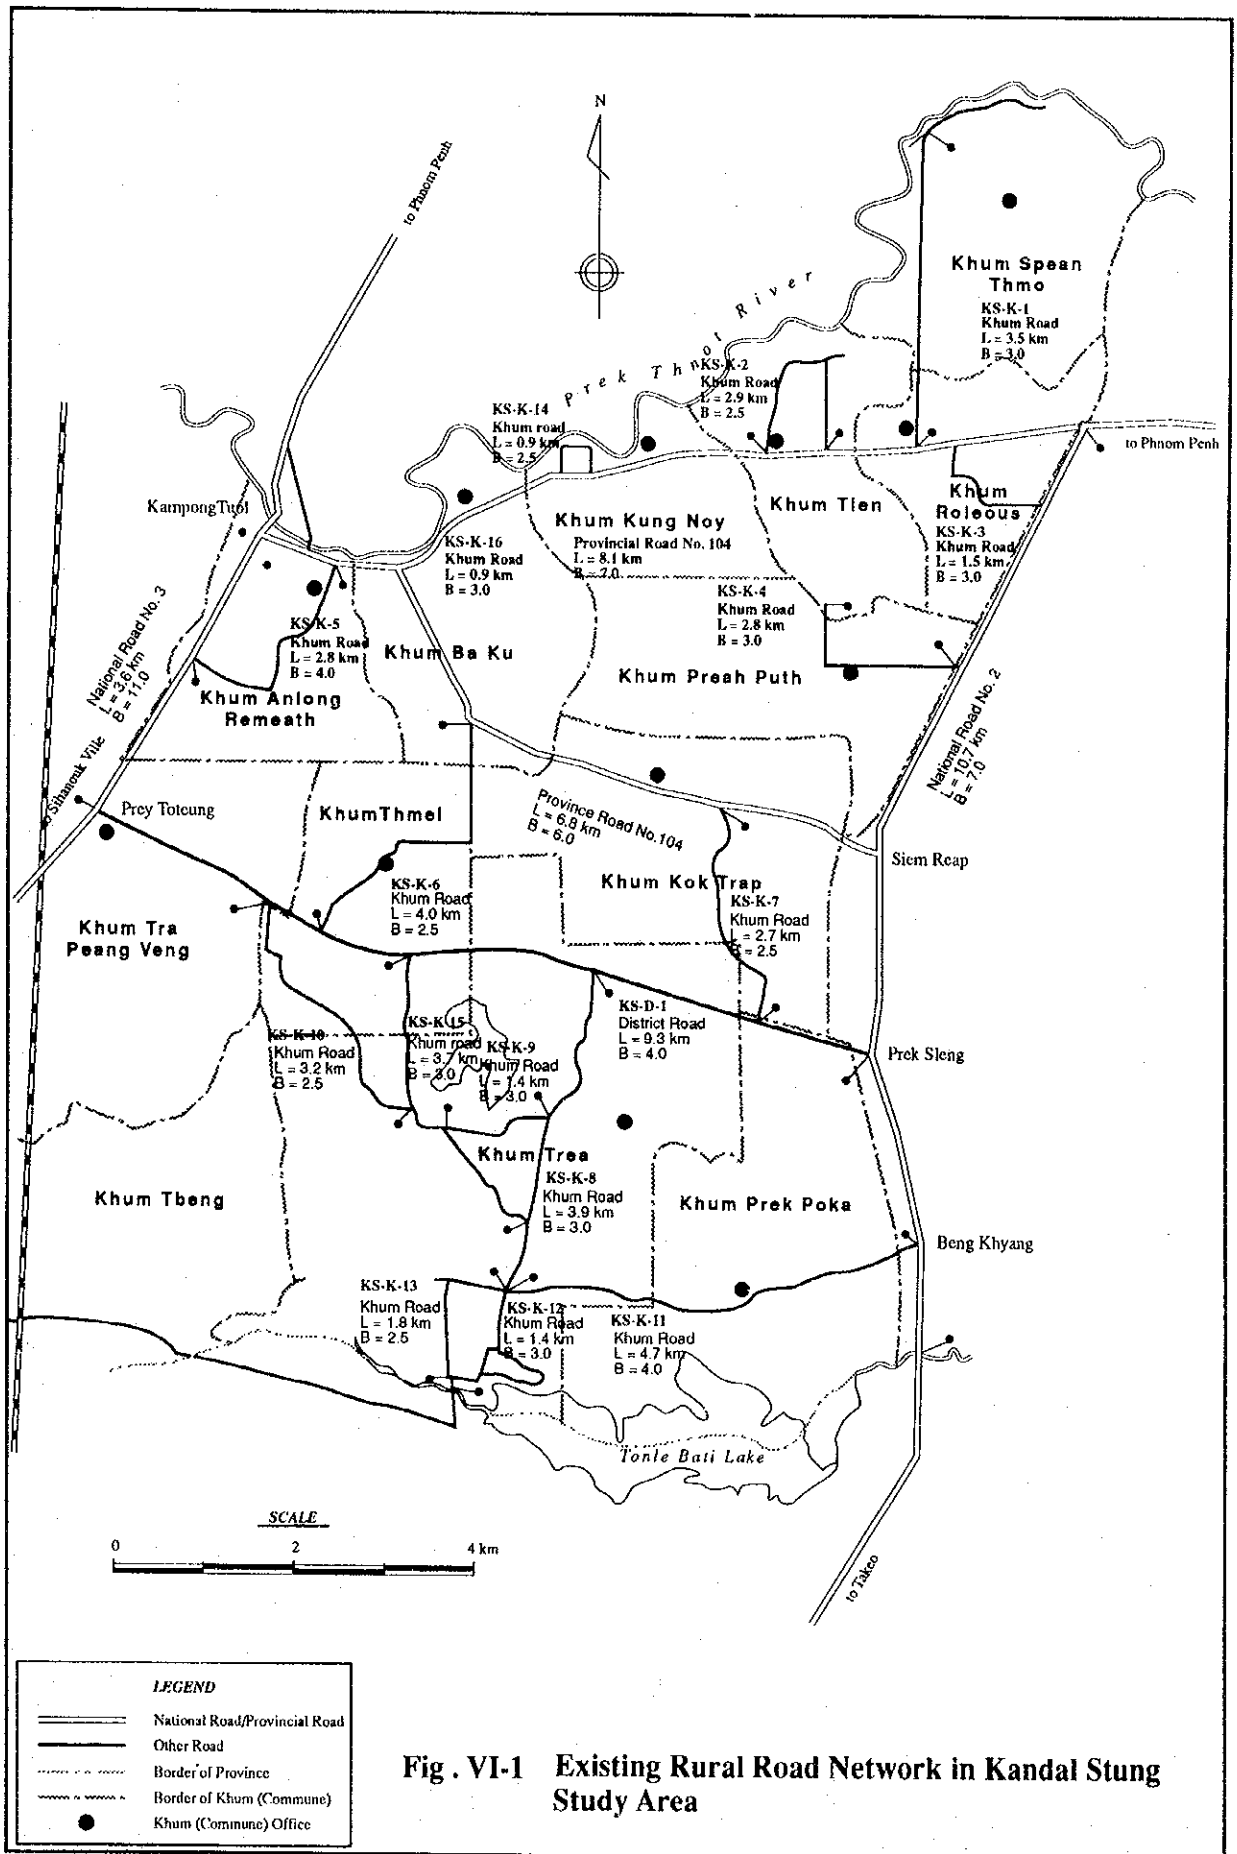 N
to Phnom Penh
Prek Thnot River
Khum Spean
Thmo
KS-K-1
Khum Road
L = 3.5 km
B = 3.0
KS-K-2
Khum Road
L = 2.9 km
B = 2.5
KS-K-14
Khum road
L = 0.9 km
B = 2.5
to Phnom Penh
Kampong Tuol
Khum Tien
Khum
Roleous
Khum Kung Noy
Provincial Road No. 104
L = 8.1 km
B = 7.0
KS-K-3
Khum Road
L = 1.5 km
B = 3.0
KS-K-16
Khum Road
L = 0.9 km
B = 3.0
KS-K-4
Khum Road
L = 2.8 km
B = 3.0
KS-K-5
Khum Road
L = 2.8 km
B = 4.0
Khum Ba Ku
Khum Preah Puth
National Road No. 3
L = 3.6 km
B = 11.0
Khum Anlong
Remeath
National Road No. 2
L = 10.7 km
B = 7.0
to Sihanouk Ville
Prey Toteung
Khum Thmei
Province Road No.104
L = 6.8 km
B = 6.0
Siem Reap
KS-K-6
Khum Road
L = 4.0 km
B = 2.5
Khum Kok Trap
KS-K-7
Khum Road
L = 2.7 km
B = 2.5
Khum Tra
Peang Veng
KS-D-1
District Road
L = 9.3 km
B = 4.0
KS-K-10
Khum Road
L = 3.2 km
B = 2.5
KS-K-15
Khum road
L = 3.7 km
B = 3.0
KS-K-9
Khum Road
L = 1.4 km
B = 3.0
Prek Sleng
Khum Trea
KS-K-8
Khum Road
L = 3.9 km
B = 3.0
Khum Tbeng
Khum Prek Poka
Beng Khyang
KS-K-13
Khum Road
L = 1.8 km
B = 2.5
KS-K-12
Khum Road
L = 1.4 km
B = 3.0
KS-K-11
Khum Road
L = 4.7 km
B = 4.0
Tonle Bati Lake
SCALE
0 2 4 km
to Takeo
LEGEND
National Road/Provincial Road
Other Road
Border of Province
Border of Khum (Commune)
Khum (Commune) Office
Fig . VI-1 Existing Rural Road Network in Kandal Stung
Study Area